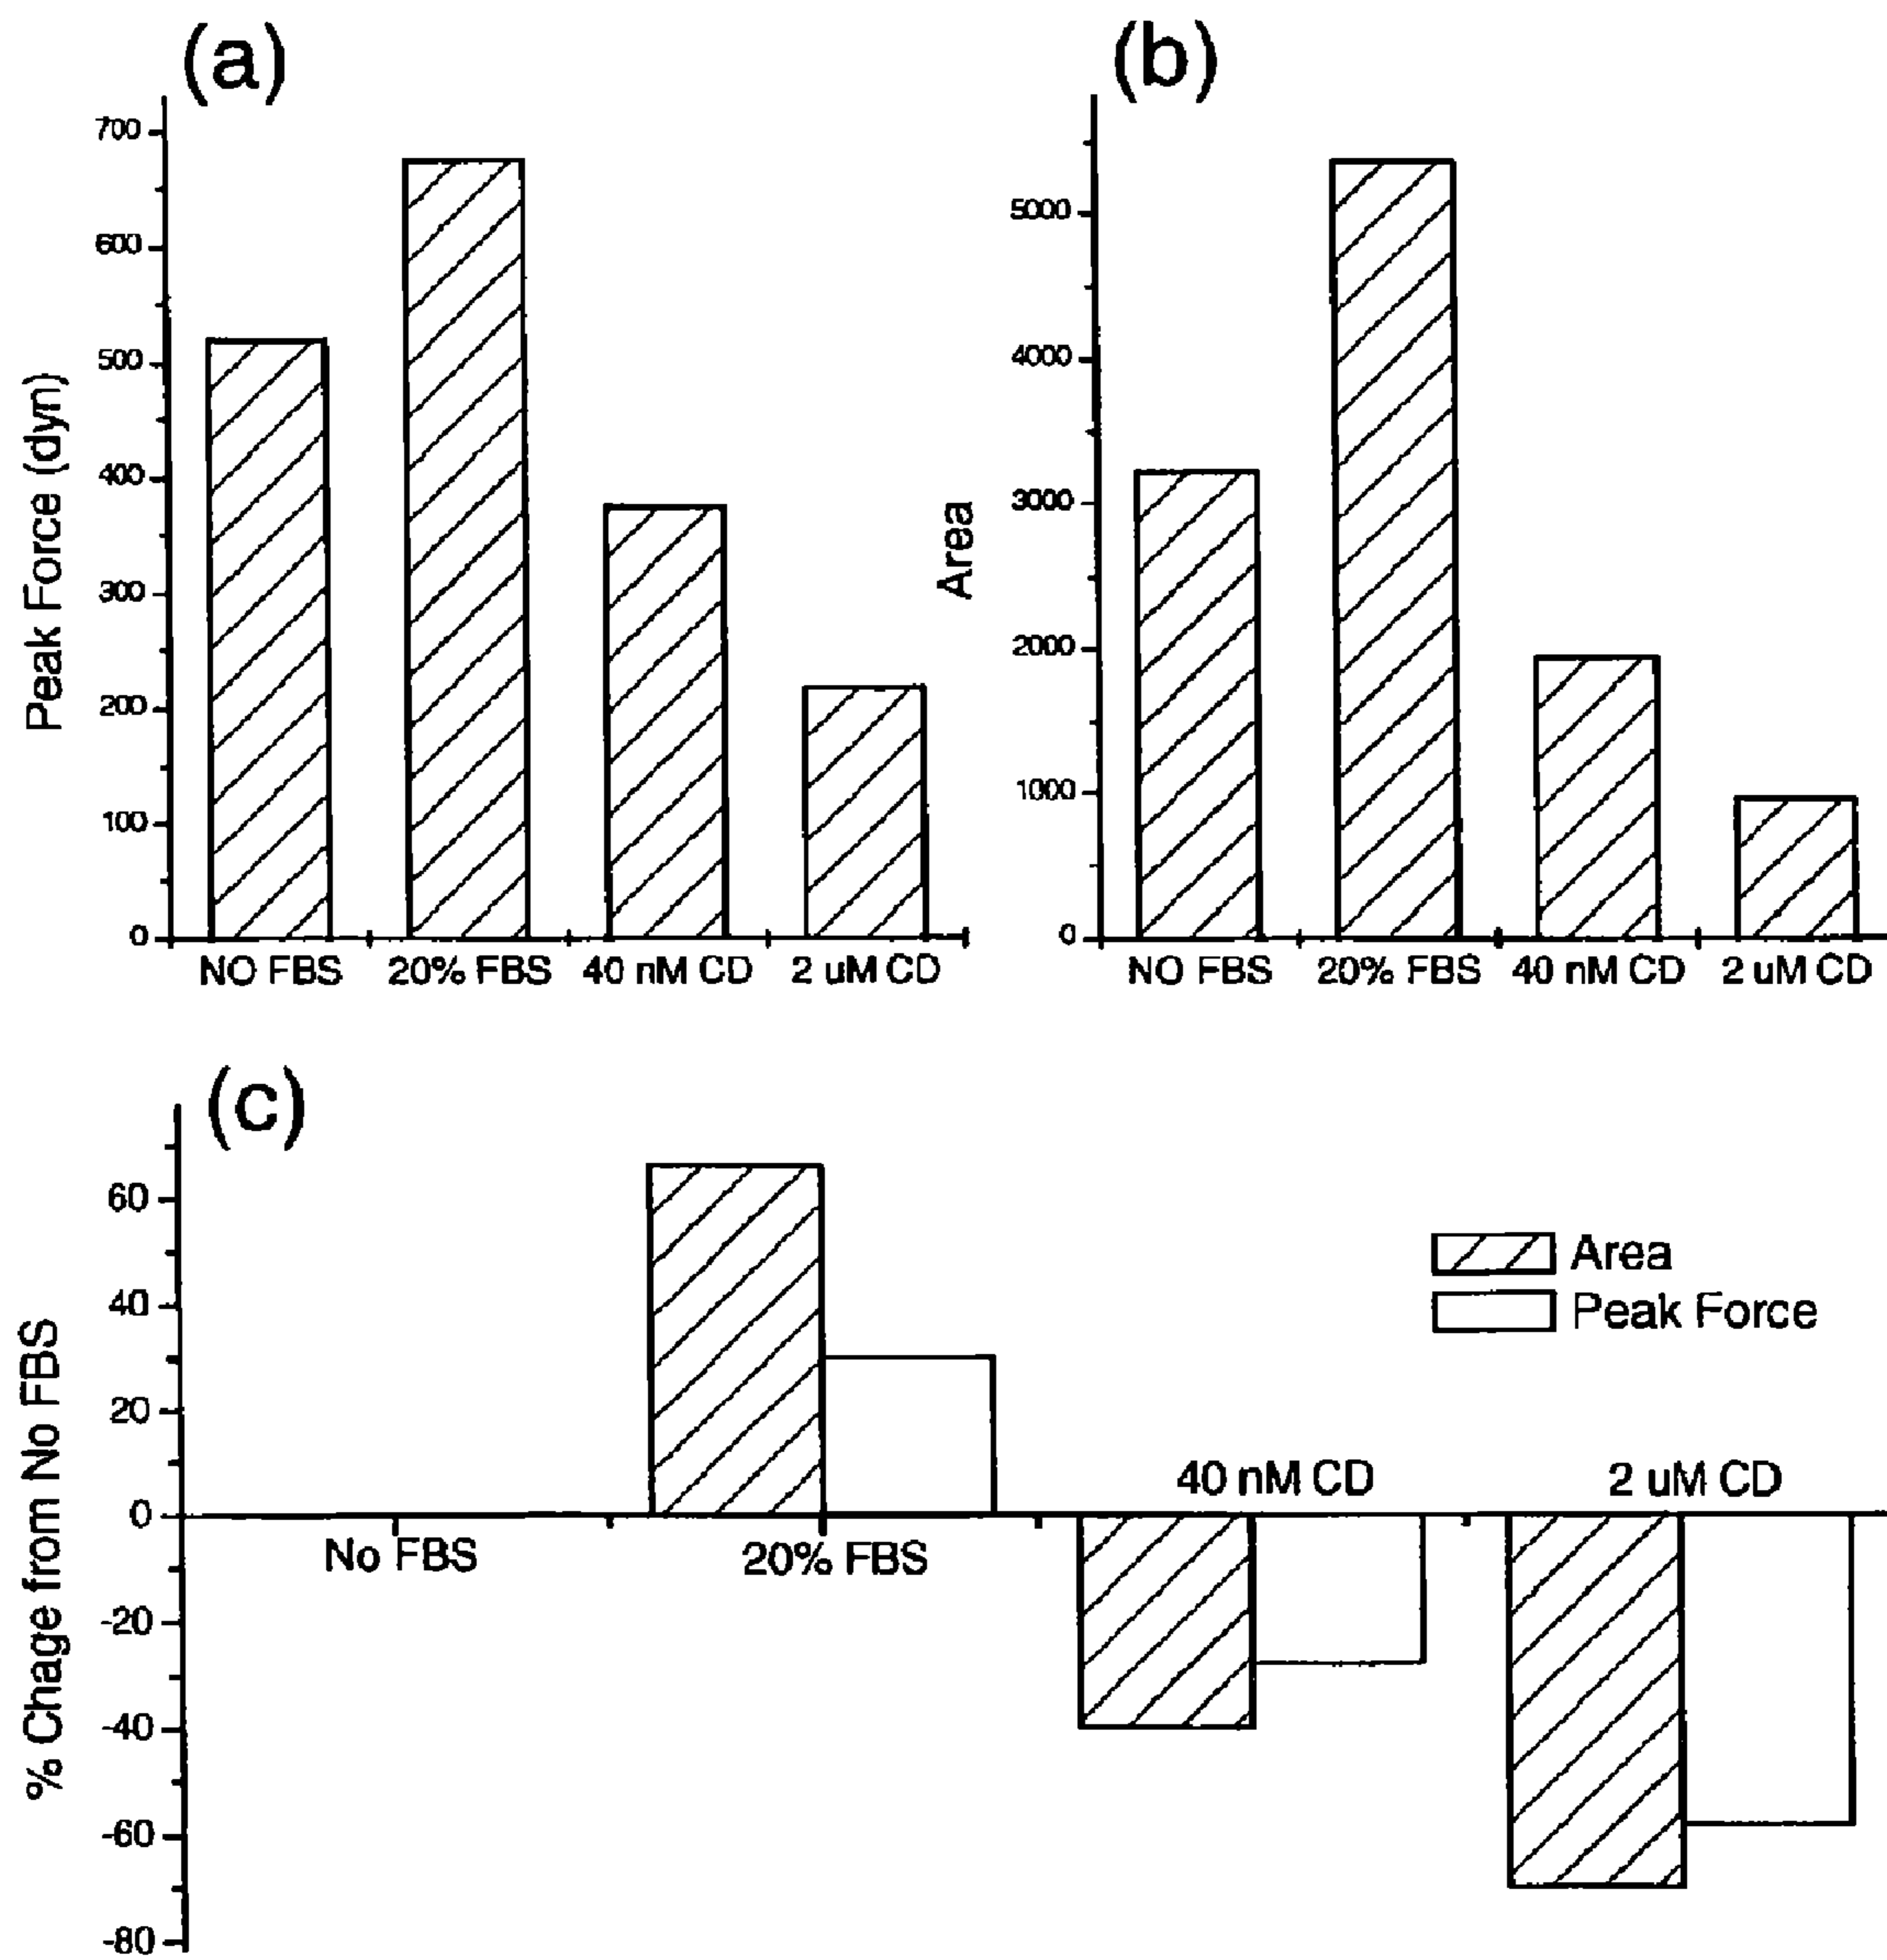 (a)
Peak Force (dyn)
700
600
500
400
300
200
100
0
NO FBS 20% FBS 40 nM CD 2 uM CD
(b)
Area
5000
4000
3000
2000
1000
0
NO FBS 20% FBS 40 nM CD 2 uM CD
(c)
% Chage from No FBS
60
40
20
0
-20
-40
-60
-80
Area
Peak Force
40 nM CD 2 uM CD
No FBS 20% FBS